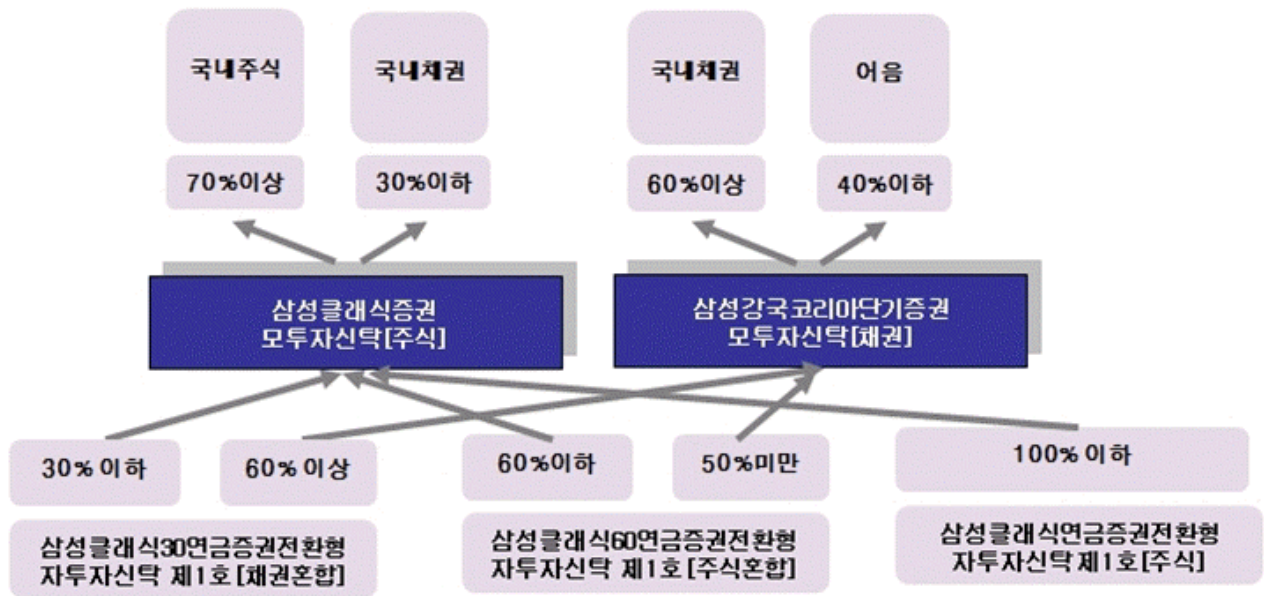 국내주식
국내채권
국내채권
어음
70%이상
30%이하
60%이상
40%이하
삼성클래식증권
모투자신탁[주식]
삼성강국코리아단기증권
모투자신탁[채권]
30%이하
60%이상
60%이하
50%미만
100%이하
삼성클래식30연금증권전환형
자투자신탁 제1호[채권혼합]
삼성클래식60연금증권전환형
자투자신탁 제1호[주식혼합]
삼성클래식연금증권전환형
자투자신탁 제1호[주식]